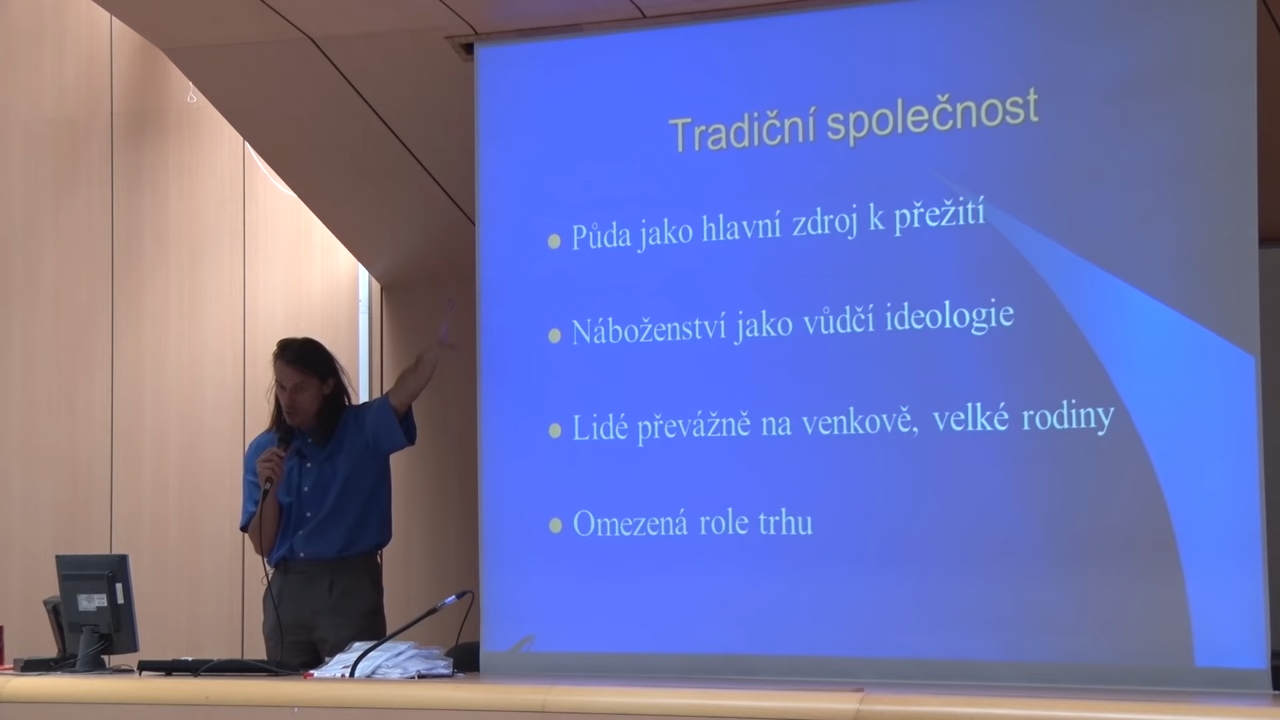 Tradiční společnost
Půda jako hlavní zdroj k přežití
Náboženství jako vůdčí ideologie
Lidé převážně na venkově, velké rodiny
Omezená role trhu